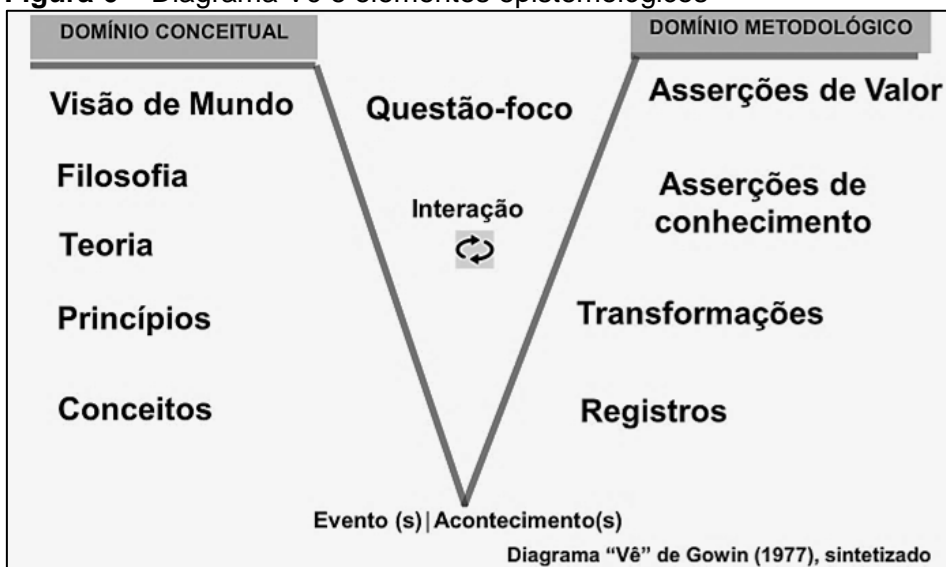 DOMÍNIO CONCEITUAL
DOMÍNIO METODOLÓGICO
Visão de Mundo
Questão-foco
Asserções de Valor
Filosofia
Asserções de
conhecimento
Interação
Teoria
Princípios
Transformações
Conceitos
Registros
Evento (s)|Acontecimento(s)
Diagrama “Vê” de Gowin (1977), sintetizado